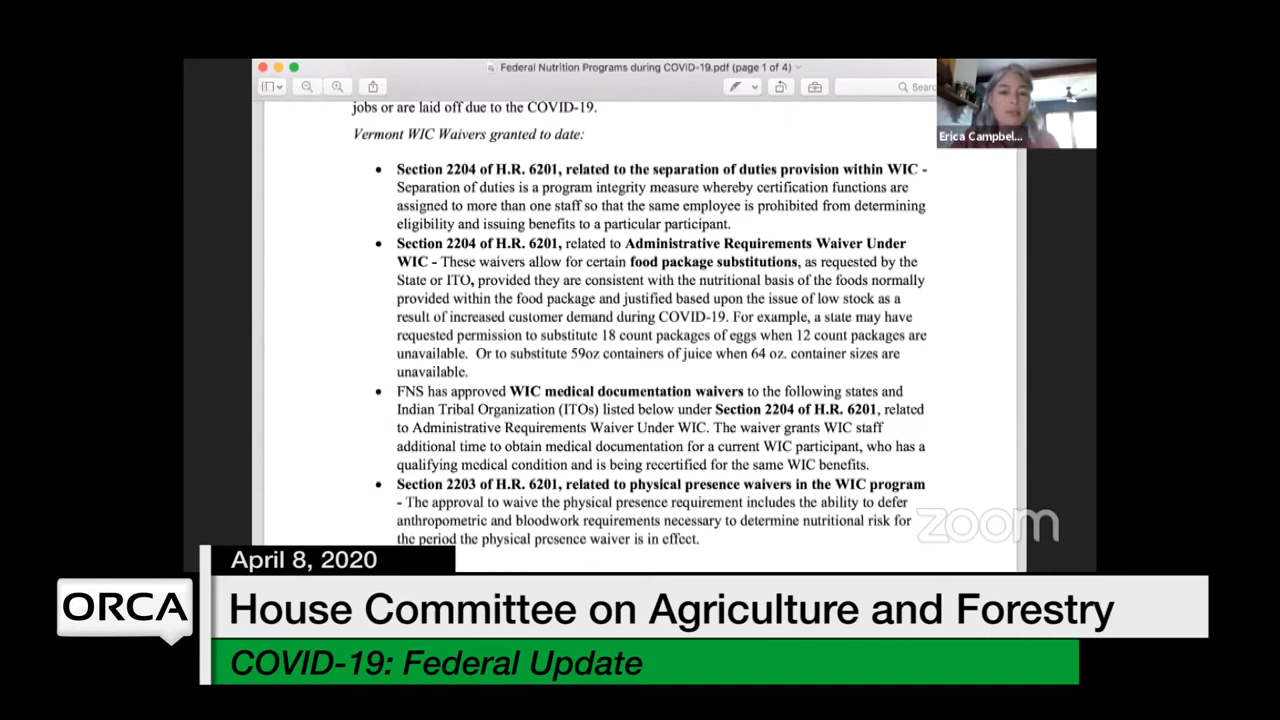 Federal Nutrition Programs during COVID-19.pdf (page 1 of 4)
Searc
Erica Campbel...
jobs or are laid off due to the COVID-19.
Vermont WIC Waivers granted to date:
• Section 2204 of H.R. 6201, related to the separation of duties provision within WIC -
Separation of duties is a program integrity measure whereby certification functions are
assigned to more than one staff so that the same employee is prohibited from determining
eligibility and issuing benefits to a particular participant.
• Section 2204 of H.R. 6201, related to Administrative Requirements Waiver Under
WIC - These waivers allow for certain food package substitutions, as requested by the
State or ITO, provided they are consistent with the nutritional basis of the foods normally
provided within the food package and justified based upon the issue of low stock as a
result of increased customer demand during COVID-19. For example, a state may have
requested permission to substitute 18 count packages of eggs when 12 count packages are
unavailable. Or to substitute 59oz containers of juice when 64 oz. container sizes are
unavailable.
• FNS has approved WIC medical documentation waivers to the following states and
Indian Tribal Organization (ITOs) listed below under Section 2204 of H.R. 6201, related
to Administrative Requirements Waiver Under WIC. The waiver grants WIC staff
additional time to obtain medical documentation for a current WIC participant, who has a
qualifying medical condition and is being recertified for the same WIC benefits.
• Section 2203 of H.R. 6201, related to physical presence waivers in the WIC program
- The approval to waive the physical presence requirement includes the ability to defer
anthropometric and bloodwork requirements necessary to determine nutritional risk for
the period the physical presence waiver is in effect.
zoom
April 8, 2020
ORCA
House Committee on Agriculture and Forestry
COVID-19: Federal Update